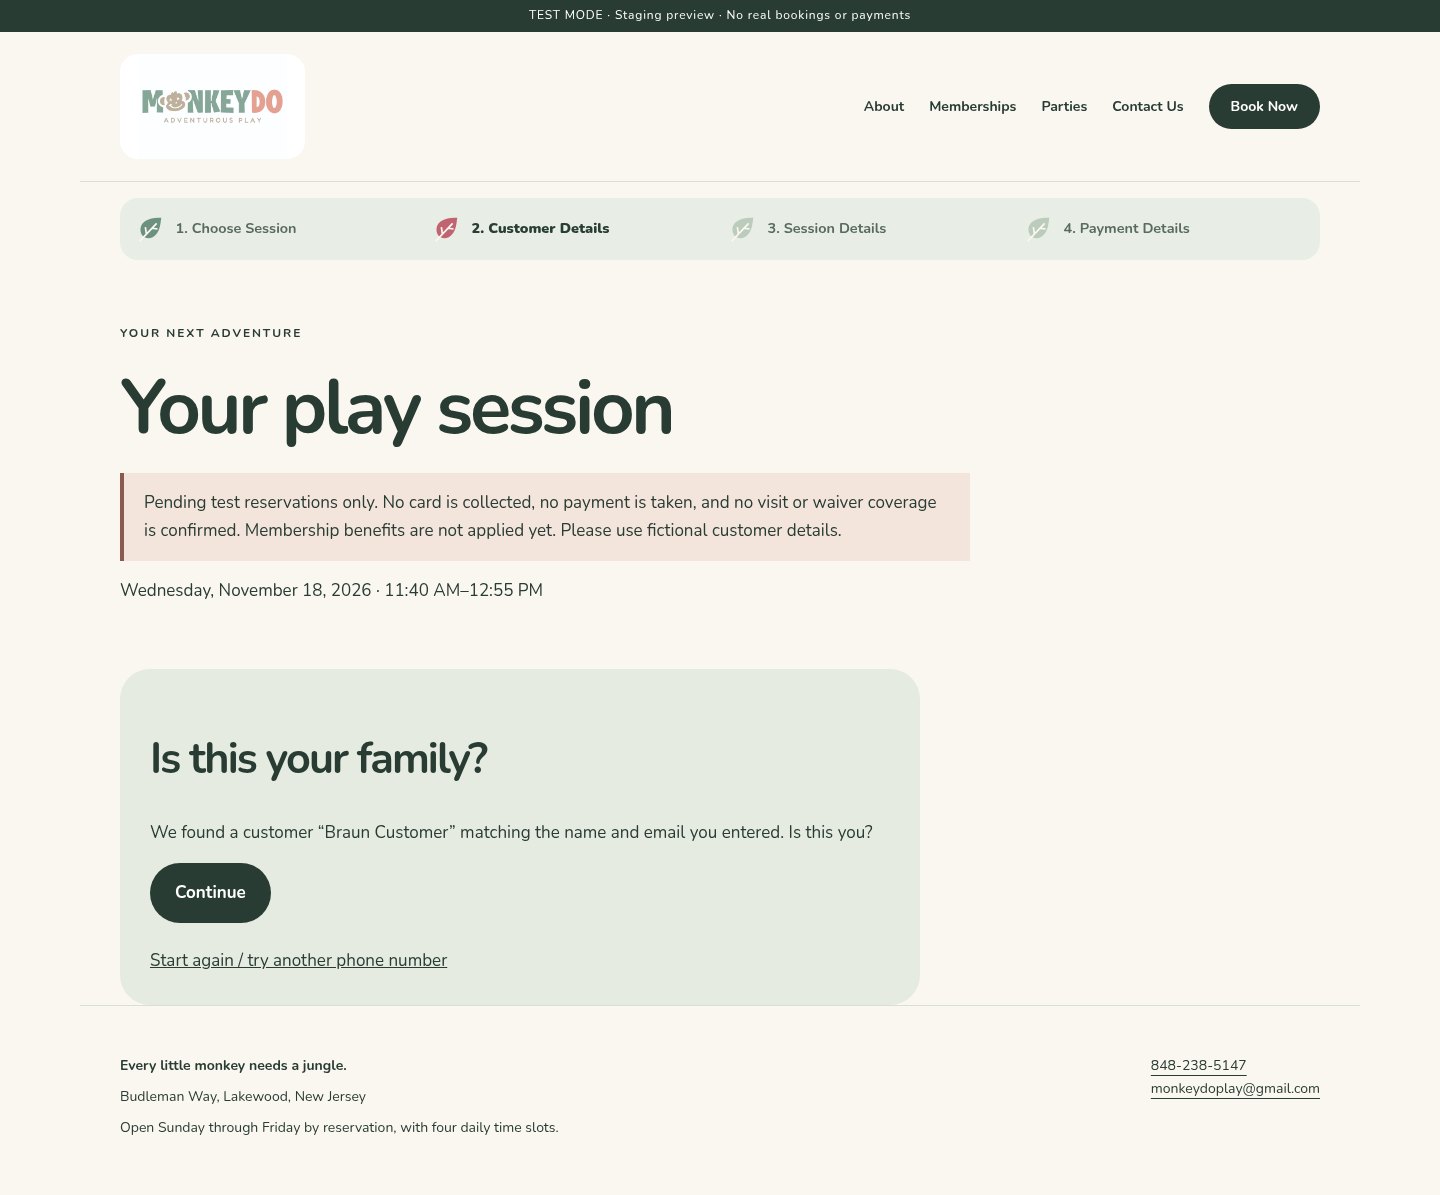 TEST MODE · Staging preview · No real bookings or payments
MONKEYDO
ADVENTUROUS PLAY
About
Memberships
Parties
Contact Us
Book Now
1. Choose Session
2. Customer Details
3. Session Details
4. Payment Details
YOUR NEXT ADVENTURE
Your play session
Pending test reservations only. No card is collected, no payment is taken, and no visit or waiver coverage
is confirmed. Membership benefits are not applied yet. Please use fictional customer details.
Wednesday, November 18, 2026 · 11:40 AM–12:55 PM
Is this your family?
We found a customer “Braun Customer” matching the name and email you entered. Is this you?
Continue
Start again / try another phone number
Every little monkey needs a jungle.
Budleman Way, Lakewood, New Jersey
Open Sunday through Friday by reservation, with four daily time slots.
848-238-5147
monkeydoplay@gmail.com